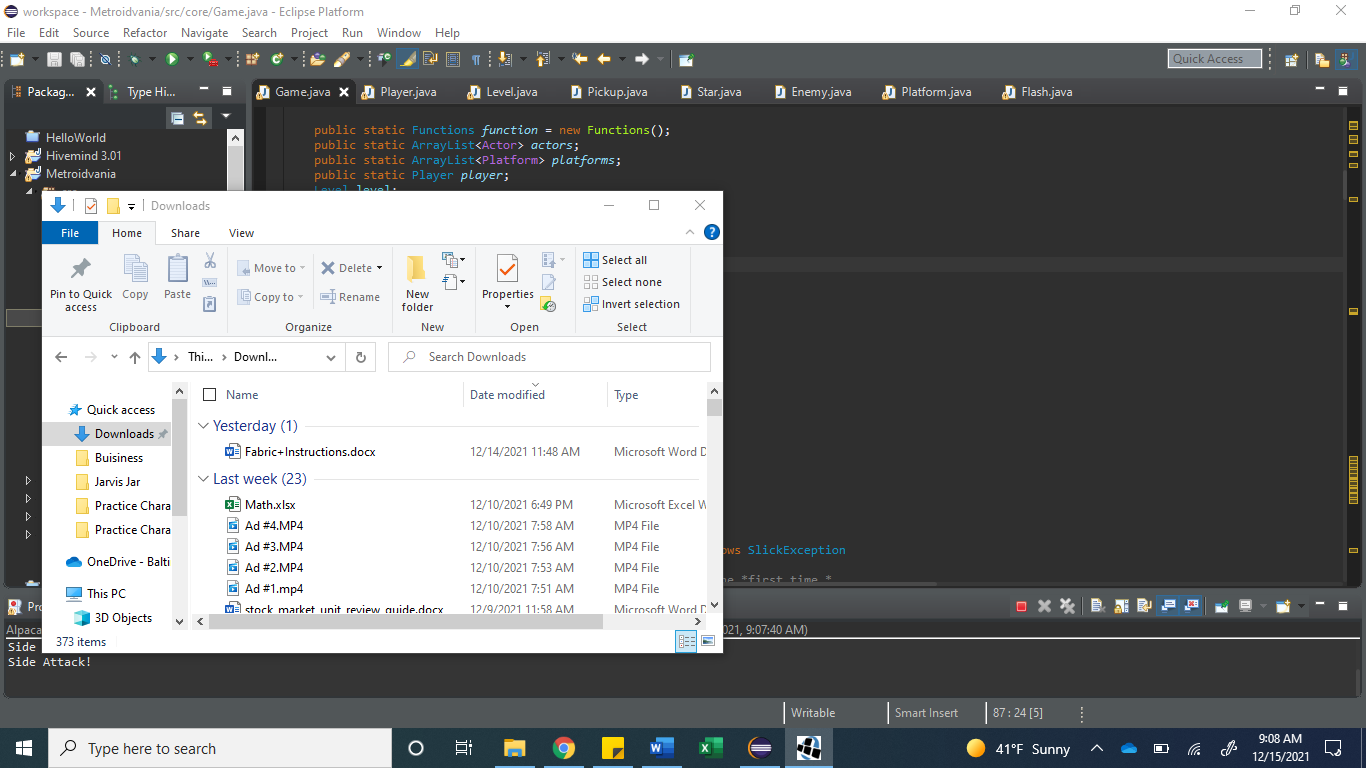 workspace - Metroidvania/src/core/Game.java - Eclipse Platform
File Edit Source Refactor Navigate Search Project Run Window Help
Quick Access
Packag... Type Hi...
Game.java Player.java Level.java Pickup.java Star.java Enemy.java Platform.java Flash.java
HelloWorld
Hivemind 3.01
Metroidvania
public static Functions function = new Functions();
public static ArrayList<Actor> actors;
public static ArrayList<Platform> platforms;
public static Player player;
Level level;
Downloads
File Home Share View
Pin to Quick access
Copy
Paste
Move to
Copy to
Delete
Rename
New folder
Properties
Select all
Select none
Invert selection
Clipboard Organize New Open Select
Thi... Downl...
Search Downloads
Name Date modified Type
Quick access
Downloads
Buisiness
Jarvis Jar
Practice Chara
Practice Chara
OneDrive - Balti
This PC
3D Objects
Yesterday (1)
Fabric+Instructions.docx 12/14/2021 11:48 AM Microsoft Word D
Last week (23)
Math.xlsx 12/10/2021 6:49 PM Microsoft Excel W
Ad #4.MP4 12/10/2021 7:58 AM MP4 File
Ad #3.MP4 12/10/2021 7:56 AM MP4 File
Ad #2.MP4 12/10/2021 7:53 AM MP4 File
Ad #1.mp4 12/10/2021 7:51 AM MP4 File
stock_market_unit_review_guide.docx 12/9/2021 11:58 AM Microsoft Word D
373 items
ows SlickException
he *first time *
Pro
Alpaca
021, 9:07:40 AM)
Side
Side Attack!
Writable Smart Insert 87 : 24 [5]
Type here to search
41°F Sunny
9:08 AM
12/15/2021